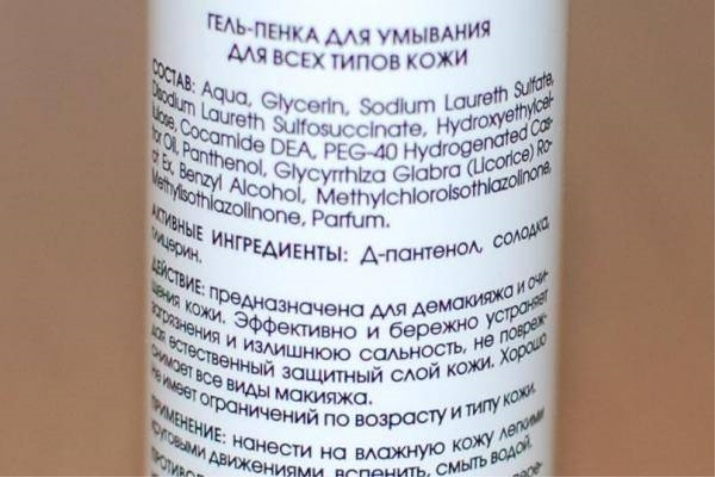 ГЕЛЬ-ПЕНКА ДЛЯ УМЫВАНИЯ
ДЛЯ ВСЕХ ТИПОВ КОЖИ
СОСТАВ: Aqua, Glycerin, Sodium Laureth Sulfate,
Disodium Laureth Sulfosuccinate, Hydroxyethylcel-
lulose, Cocamide DEA, PEG-40 Hydrogenated Cas-
tor Oil, Panthenol, Glycyrrhiza Glabra (Licorice) Ro-
ot Ex, Benzyl Alcohol, Methylchloroisothiazolinone,
Methylisothiazolinone, Parfum.
АКТИВНЫЕ ИНГРЕДИЕНТЫ: Д-пантенол, солодка,
глицерин.
ДЕЙСТВИЕ: предназначена для демакияжа и очи-
щения кожи. Эффективно и бережно устраняет
загрязнения и излишнюю сальность, не повреж-
дая естественный защитный слой кожи. Хорошо
снимает все виды макияжа.
Не имеет ограничений по возрасту и типу кожи.
ПРИМЕНЕНИЕ: нанести на влажную кожу легкими
круговыми движениями, вспенить, смыть водой.